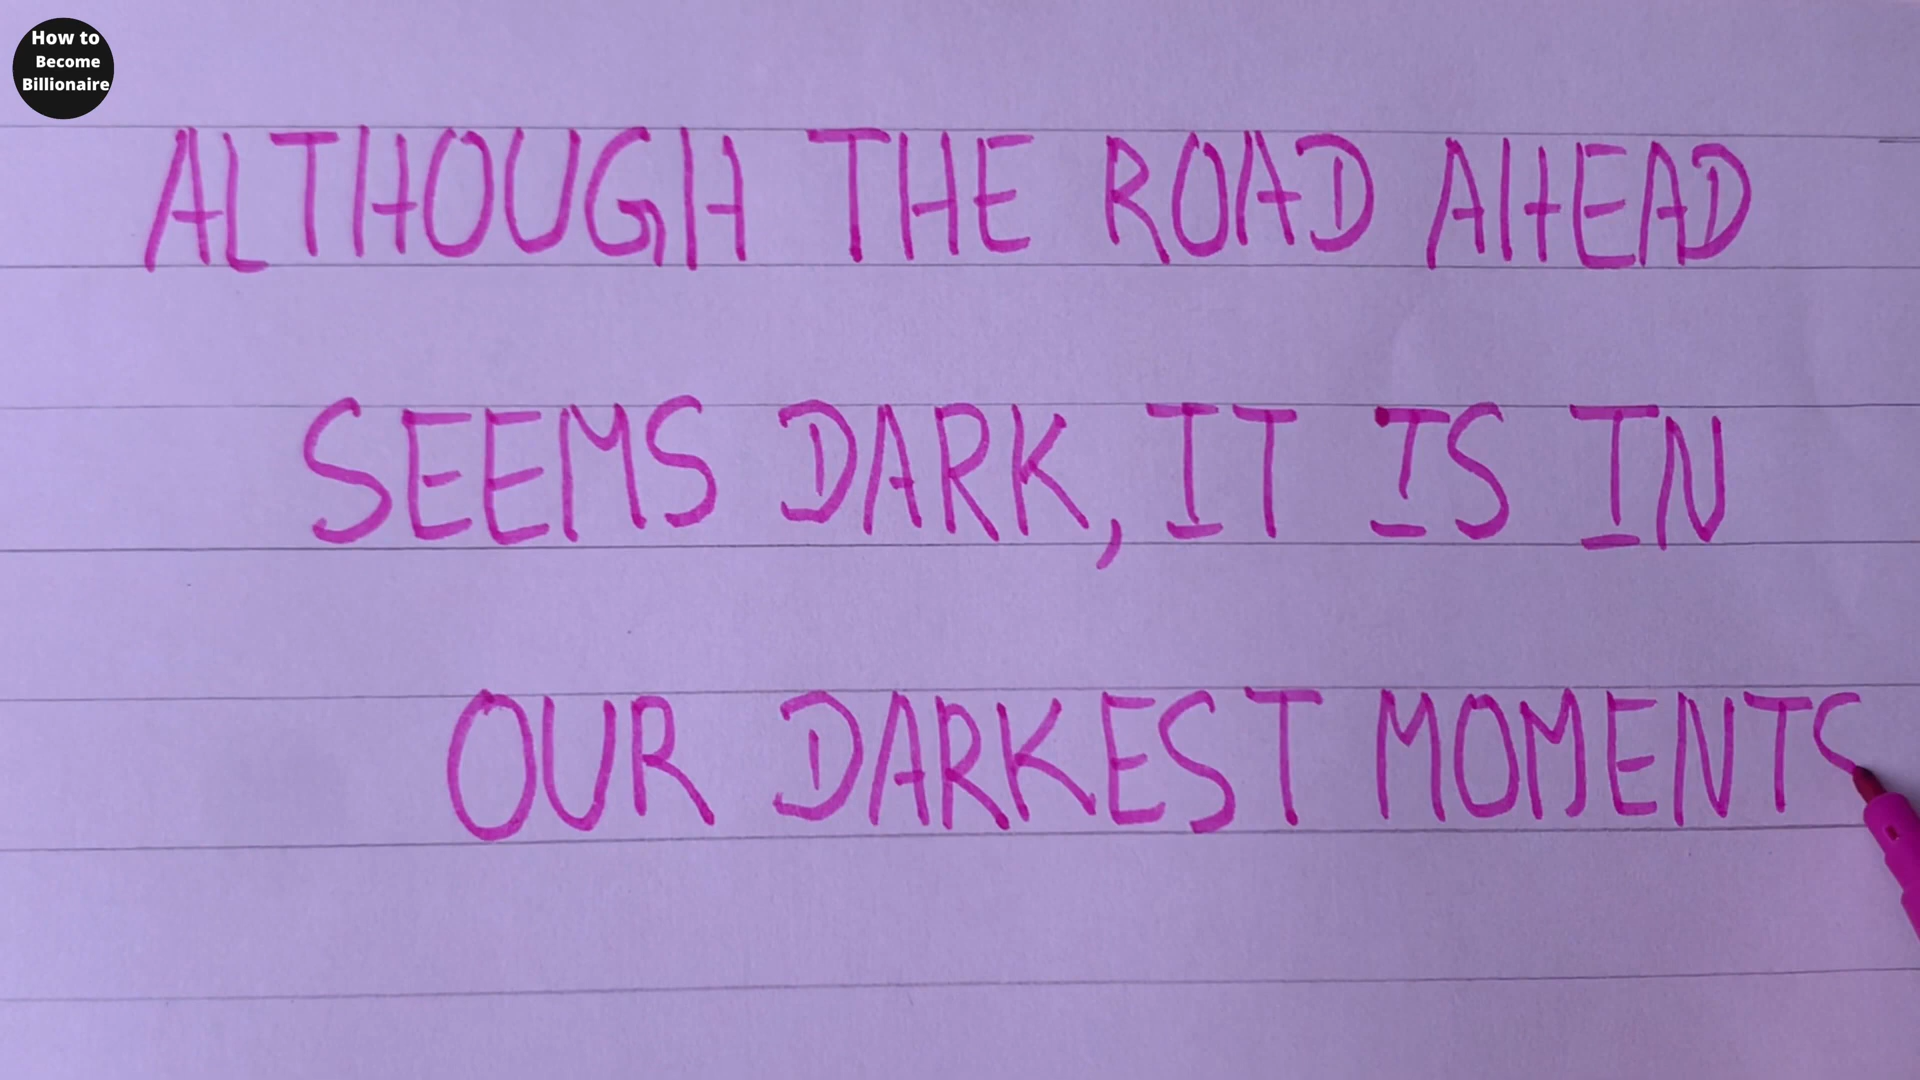 How to
Become
Billionaire
ALTHOUGH THE ROAD AHEAD
SEEMS DARK, IT IS IN
OUR DARKEST MOMENTS